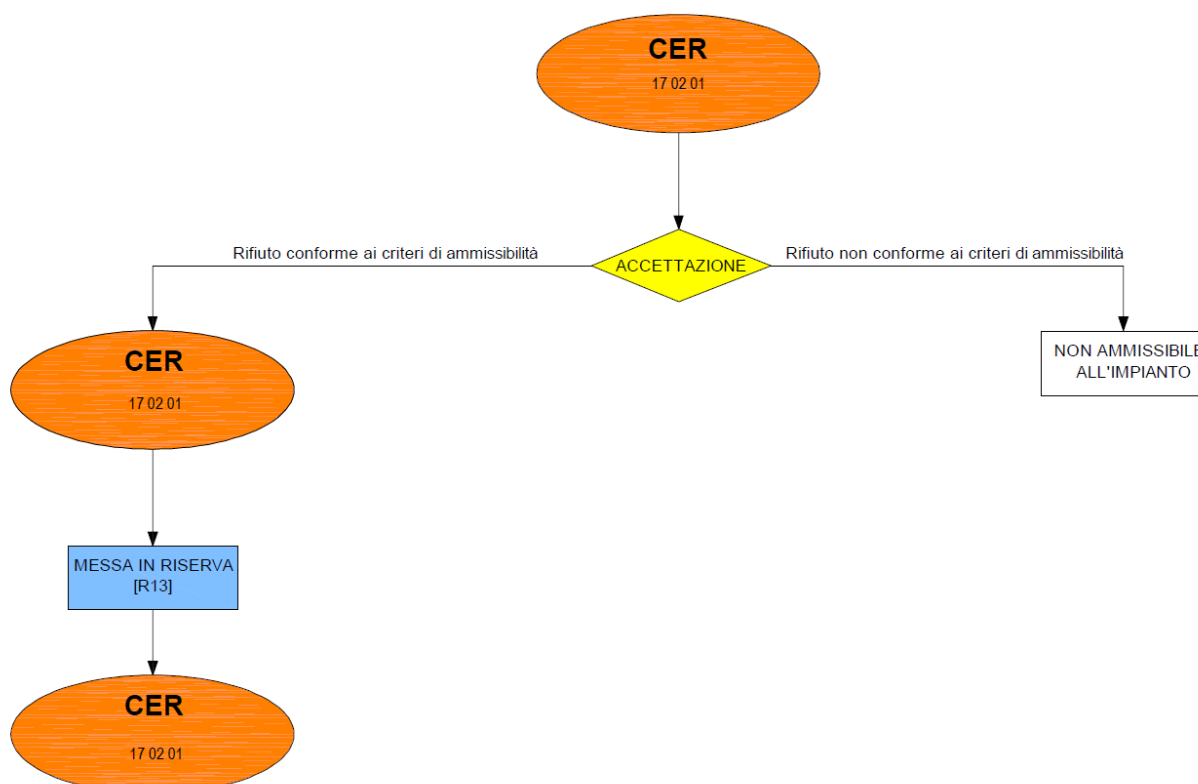 CER
17 02 01
Rifiuto conforme ai criteri di ammissibilità
ACCETTAZIONE
Rifiuto non conforme ai criteri di ammissibilità
CER
17 02 01
NON AMMISSIBILE
ALL'IMPIANTO
MESSA IN RISERVA
[R13]
CER
17 02 01